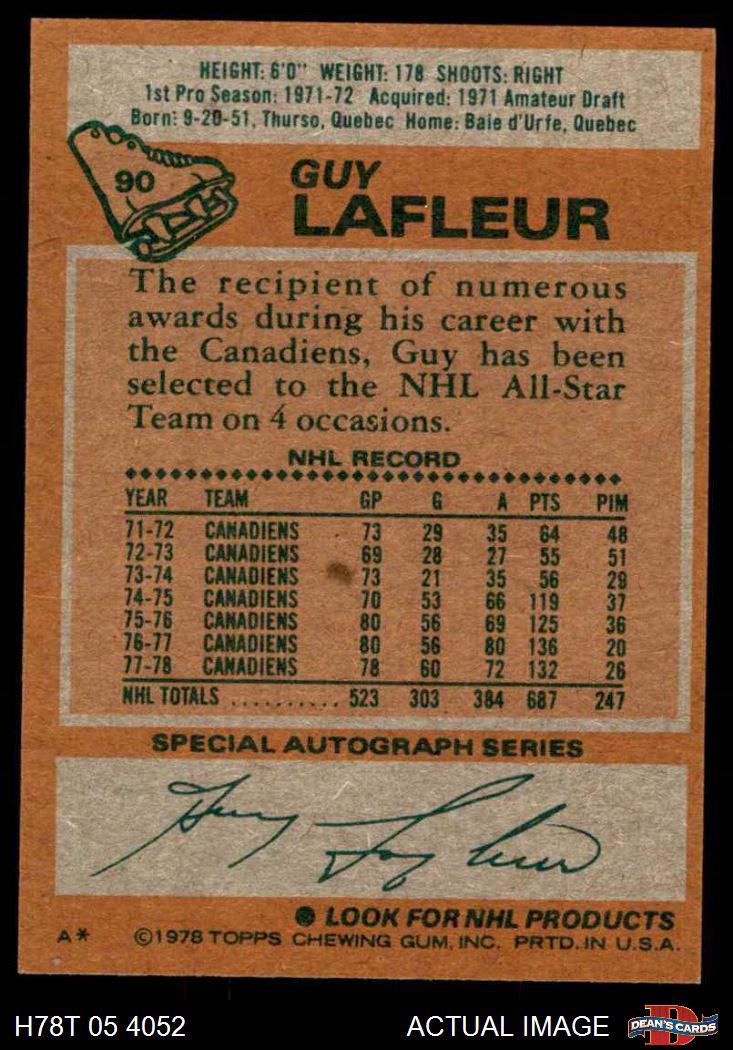 HEIGHT: 6'0" WEIGHT: 178 SHOOTS: RIGHT
1st Pro Season: 1971-72 Acquired: 1971 Amateur Draft
Born: 9-20-51, Thurso, Quebec Home: Baie d'Urfe, Quebec
90
GUY
LAFLEUR
The recipient of numerous
awards during his career with
the Canadiens, Guy has been
selected to the NHL All-Star
Team on 4 occasions.
NHL RECORD
YEAR TEAM GP G A PTS PIM
71-72 CANADIENS 73 29 35 64 48
72-73 CANADIENS 69 28 27 55 51
73-74 CANADIENS 73 21 35 56 29
74-75 CANADIENS 70 53 66 119 37
75-76 CANADIENS 80 56 69 125 36
76-77 CANADIENS 80 56 80 136 20
77-78 CANADIENS 78 60 72 132 26
NHL TOTALS .......... 523 303 384 687 247
SPECIAL AUTOGRAPH SERIES
Guy Lafleur
LOOK FOR NHL PRODUCTS
A* ©1978 TOPPS CHEWING GUM, INC. PRTD. IN U.S.A.
H78T 05 4052 ACTUAL IMAGE D DEAN'S CARDS